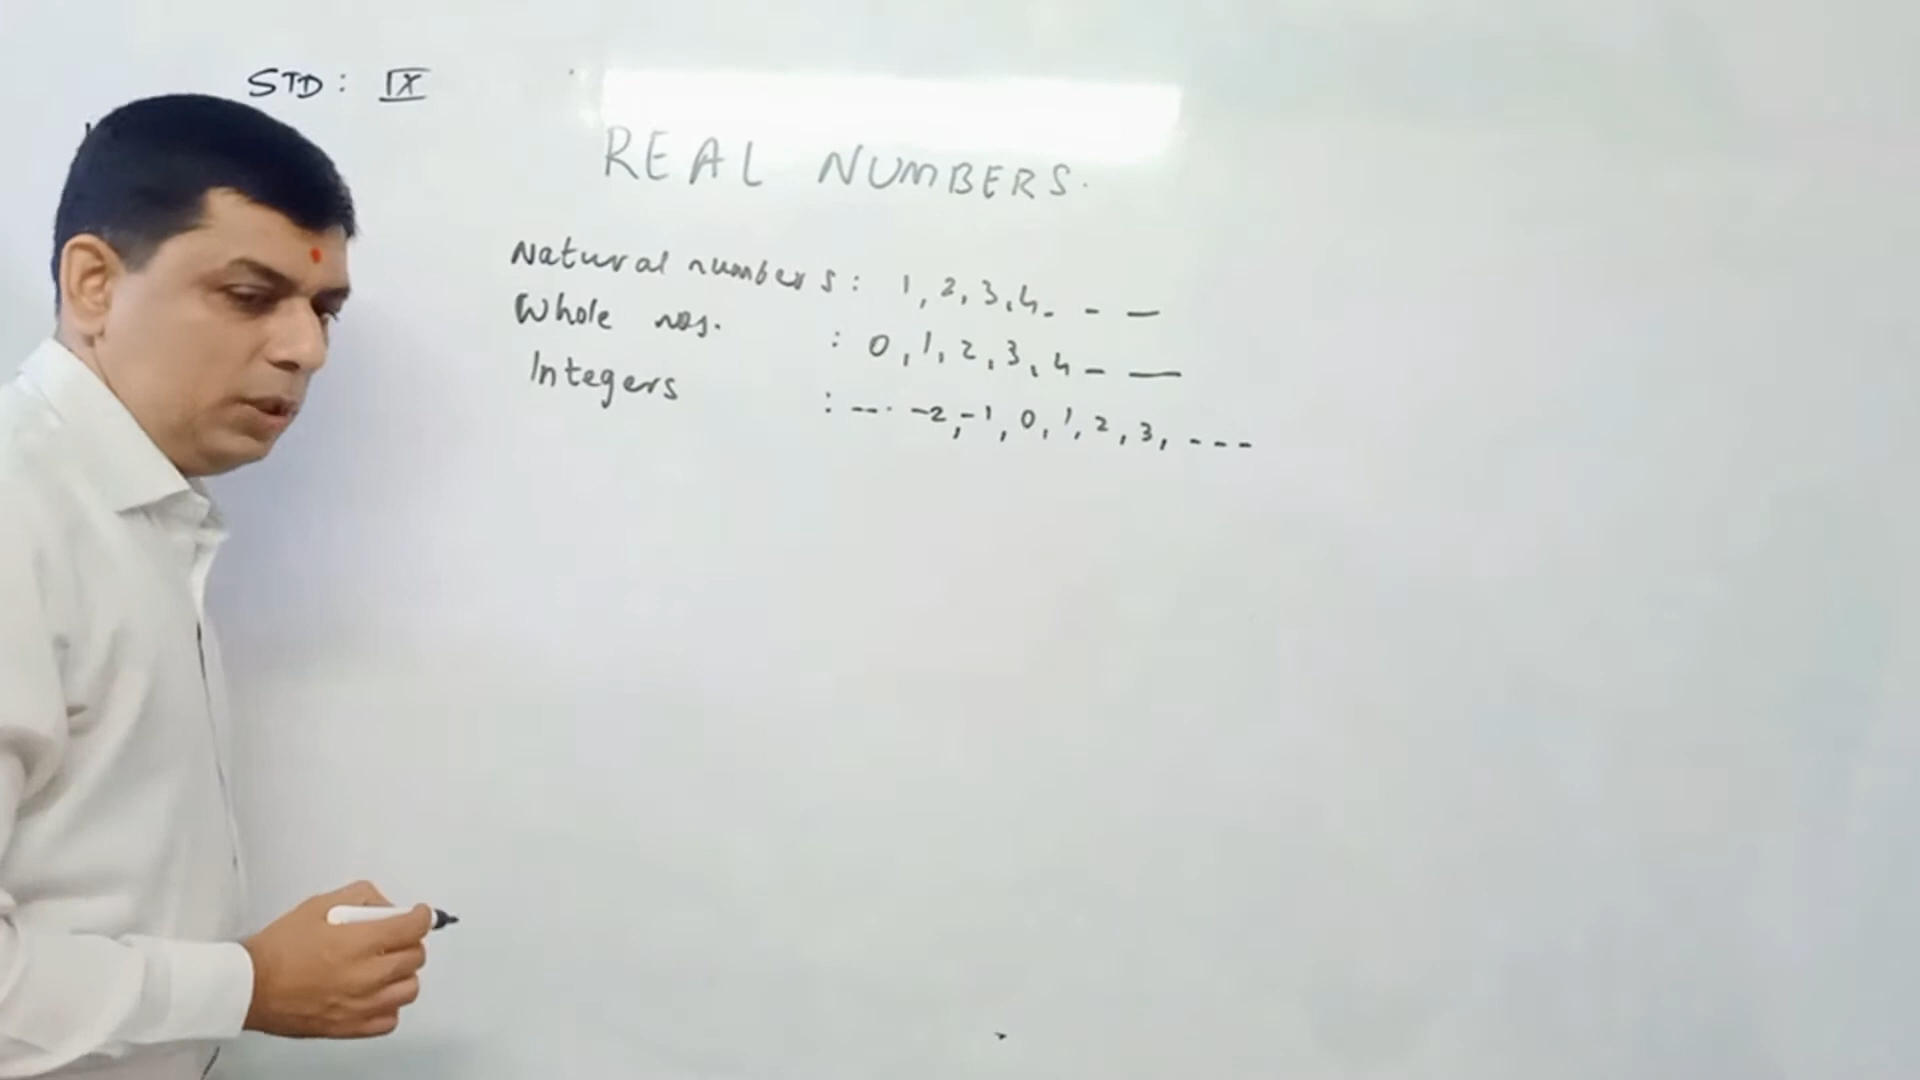 STD: IX
REAL NUMBERS.
Natural numbers: 1, 2, 3, 4. - —
Whole nos. : 0, 1, 2, 3, 4 - —
Integers : --. -2, -1, 0, 1, 2, 3, ---